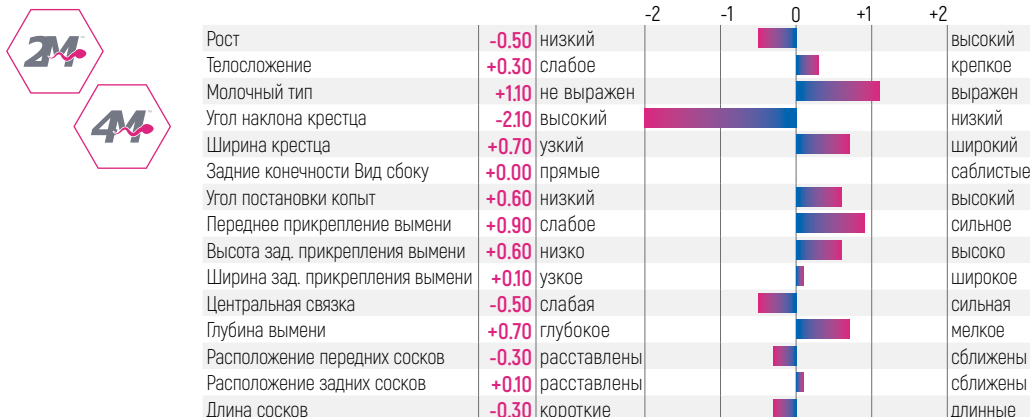 -2 -1 0 +1 +2
2M™
4M™
Рост -0.50 низкий высокий
Телосложение +0.30 слабое крепкое
Молочный тип +1.10 не выражен выражен
Угол наклона крестца -2.10 высокий низкий
Ширина крестца +0.70 узкий широкий
Задние конечности Вид сбоку +0.00 прямые саблистые
Угол постановки копыт +0.60 низкий высокий
Переднее прикрепление вымени +0.90 слабое сильное
Высота зад. прикрепления вымени +0.60 низко высоко
Ширина зад. прикрепления вымени +0.10 узкое широкое
Центральная связка -0.50 слабая сильная
Глубина вымени +0.70 глубокое мелкое
Расположение передних сосков -0.30 расставлены сближены
Расположение задних сосков +0.10 расставлены сближены
Длина сосков -0.30 короткие длинные